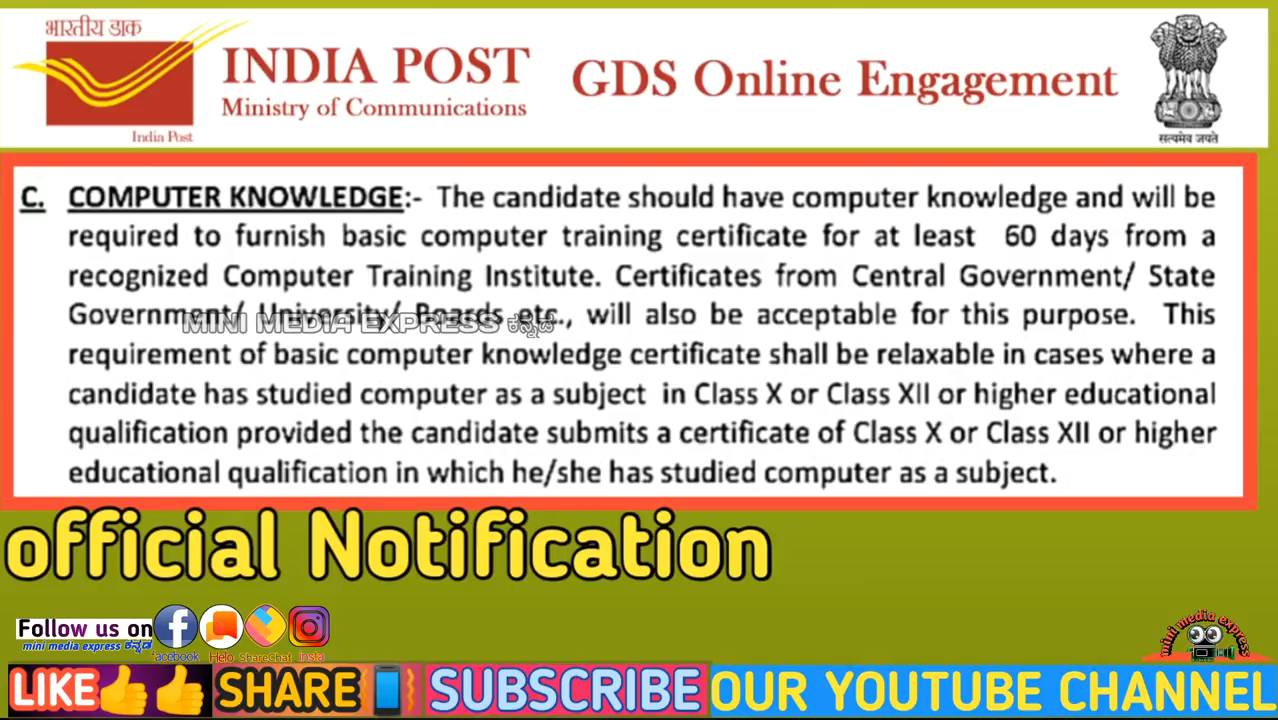 भारतीय डाक
INDIA POST
Ministry of Communications
India Post
GDS Online Engagement
सत्यमेव जयते
C. COMPUTER KNOWLEDGE:- The candidate should have computer knowledge and will be
required to furnish basic computer training certificate for at least 60 days from a
recognized Computer Training Institute. Certificates from Central Government/ State
Government/ University/ Boards etc., will also be acceptable for this purpose. This
MINI MEDIA EXPRESS ಕನ್ನಡ
requirement of basic computer knowledge certificate shall be relaxable in cases where a
candidate has studied computer as a subject in Class X or Class XII or higher educational
qualification provided the candidate submits a certificate of Class X or Class XII or higher
educational qualification in which he/she has studied computer as a subject.
official Notification
Follow us on
mini media express ಕನ್ನಡ
facebook Helo ShareChat insta
mini media express
LIKE SHARE SUBSCRIBE OUR YOUTUBE CHANNEL